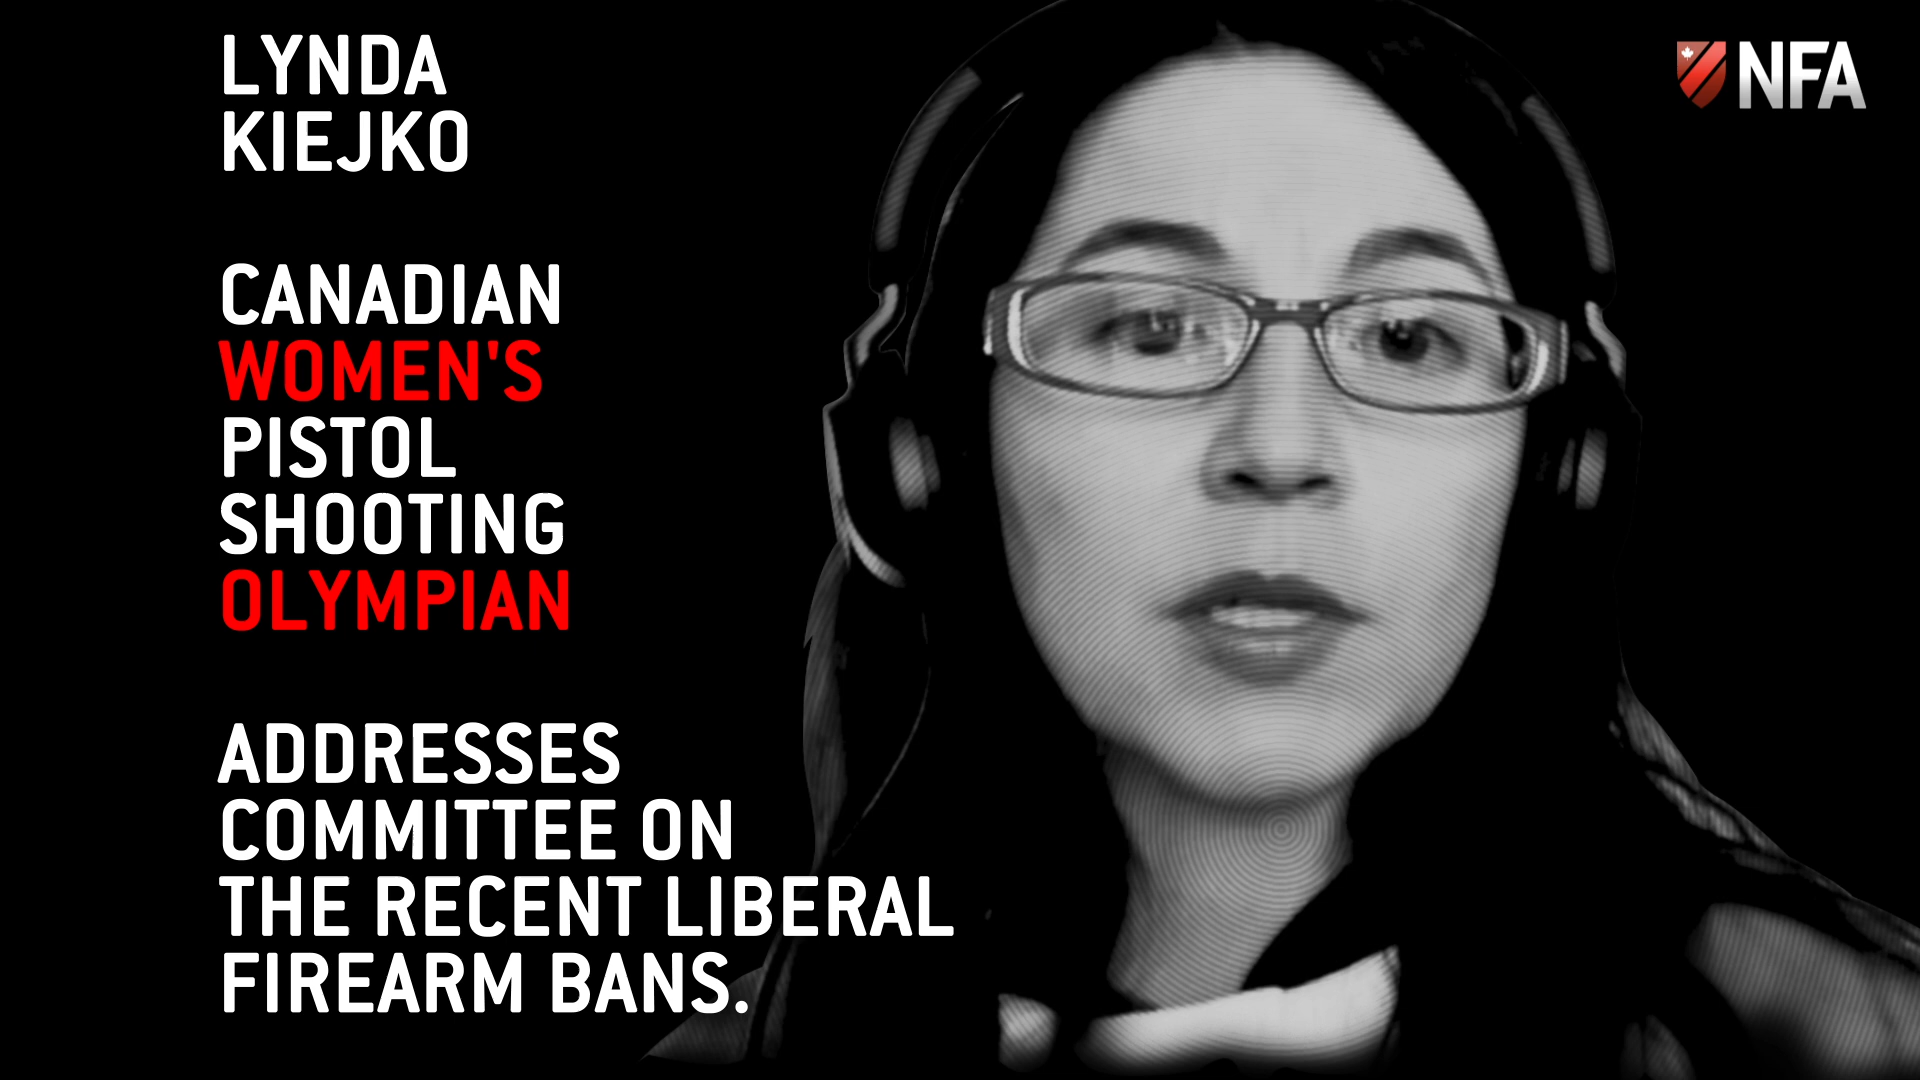 LYNDA
KIEJKO
NFA
CANADIAN
WOMEN'S
PISTOL
SHOOTING
OLYMPIAN
ADDRESSES
COMMITTEE ON
THE RECENT LIBERAL
FIREARM BANS.